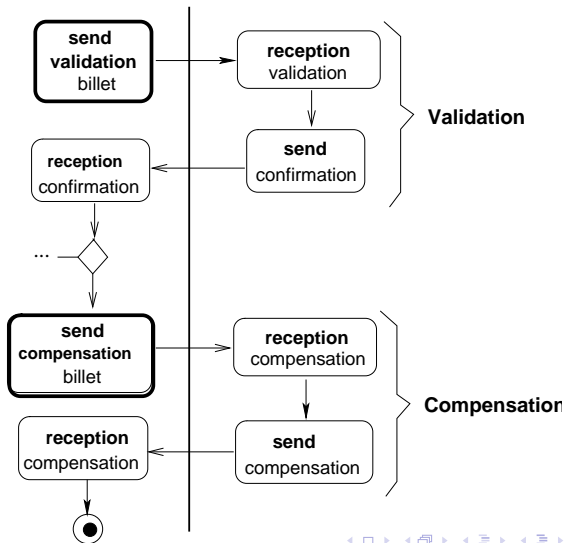 send
validation
billet
reception
validation
Validation
send
confirmation
reception
confirmation
...
send
compensation
billet
reception
compensation
Compensation
send
compensation
reception
compensation